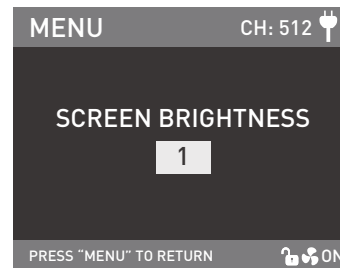 MENU CH: 512
SCREEN BRIGHTNESS
1
PRESS “MENU” TO RETURN ON